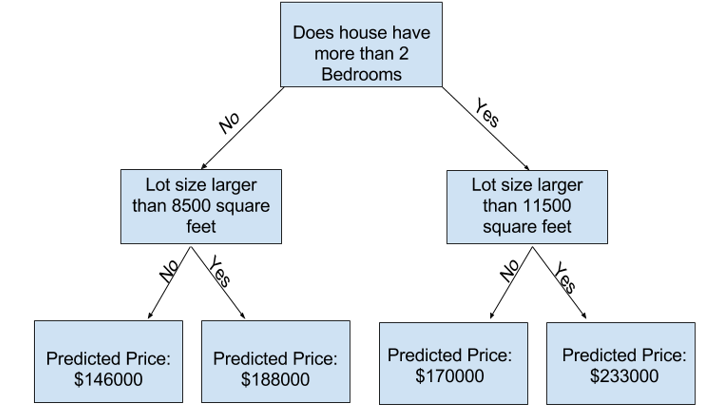 Does house have
more than 2
Bedrooms
No
Yes
Lot size larger
than 8500 square
feet
Lot size larger
than 11500
square feet
No
Yes
No
Yes
Predicted Price:
$146000
Predicted Price:
$188000
Predicted Price:
$170000
Predicted Price:
$233000